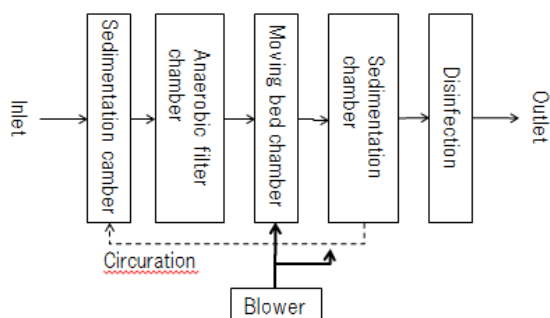 Inlet
Sedimentation camber
Anaerobic filter
chamber
Moving bed chamber
Sedimentation
chamber
Disinfection
Outlet
Circuration
Blower